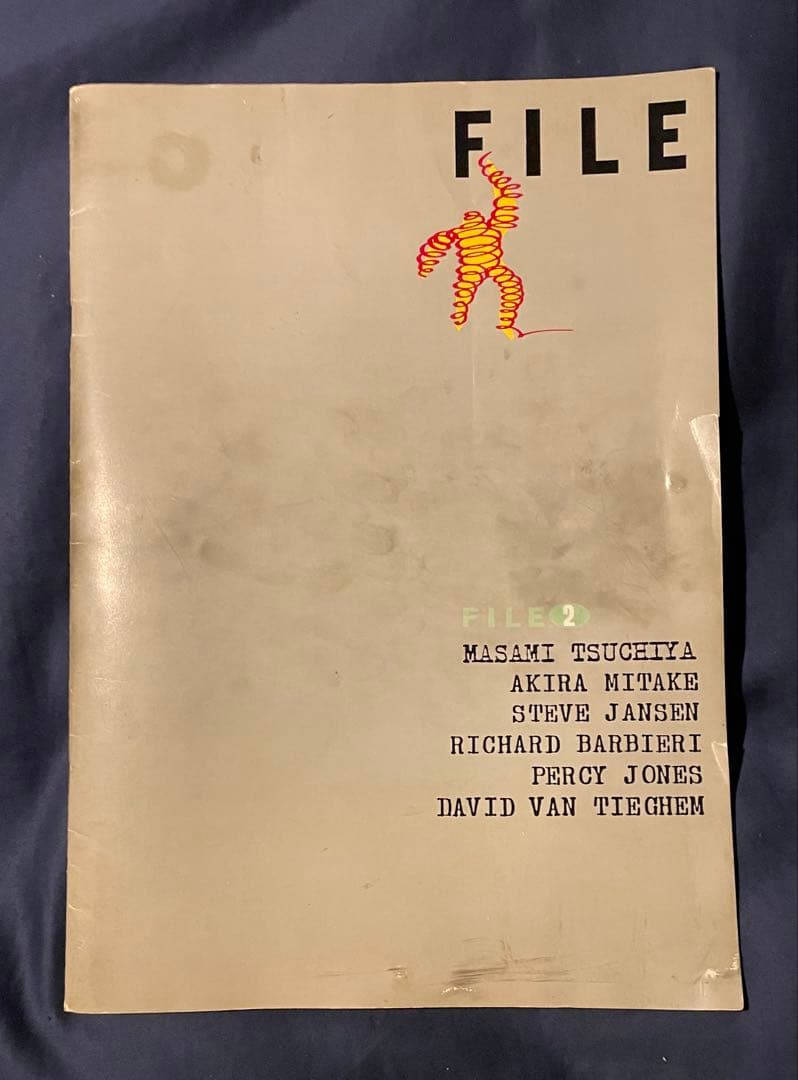 FILE
FILE 2
MASAMI TSUCHIYA
AKIRA MITAKE
STEVE JANSEN
RICHARD BARBIERI
PERCY JONES
DAVID VAN TIEGHEM